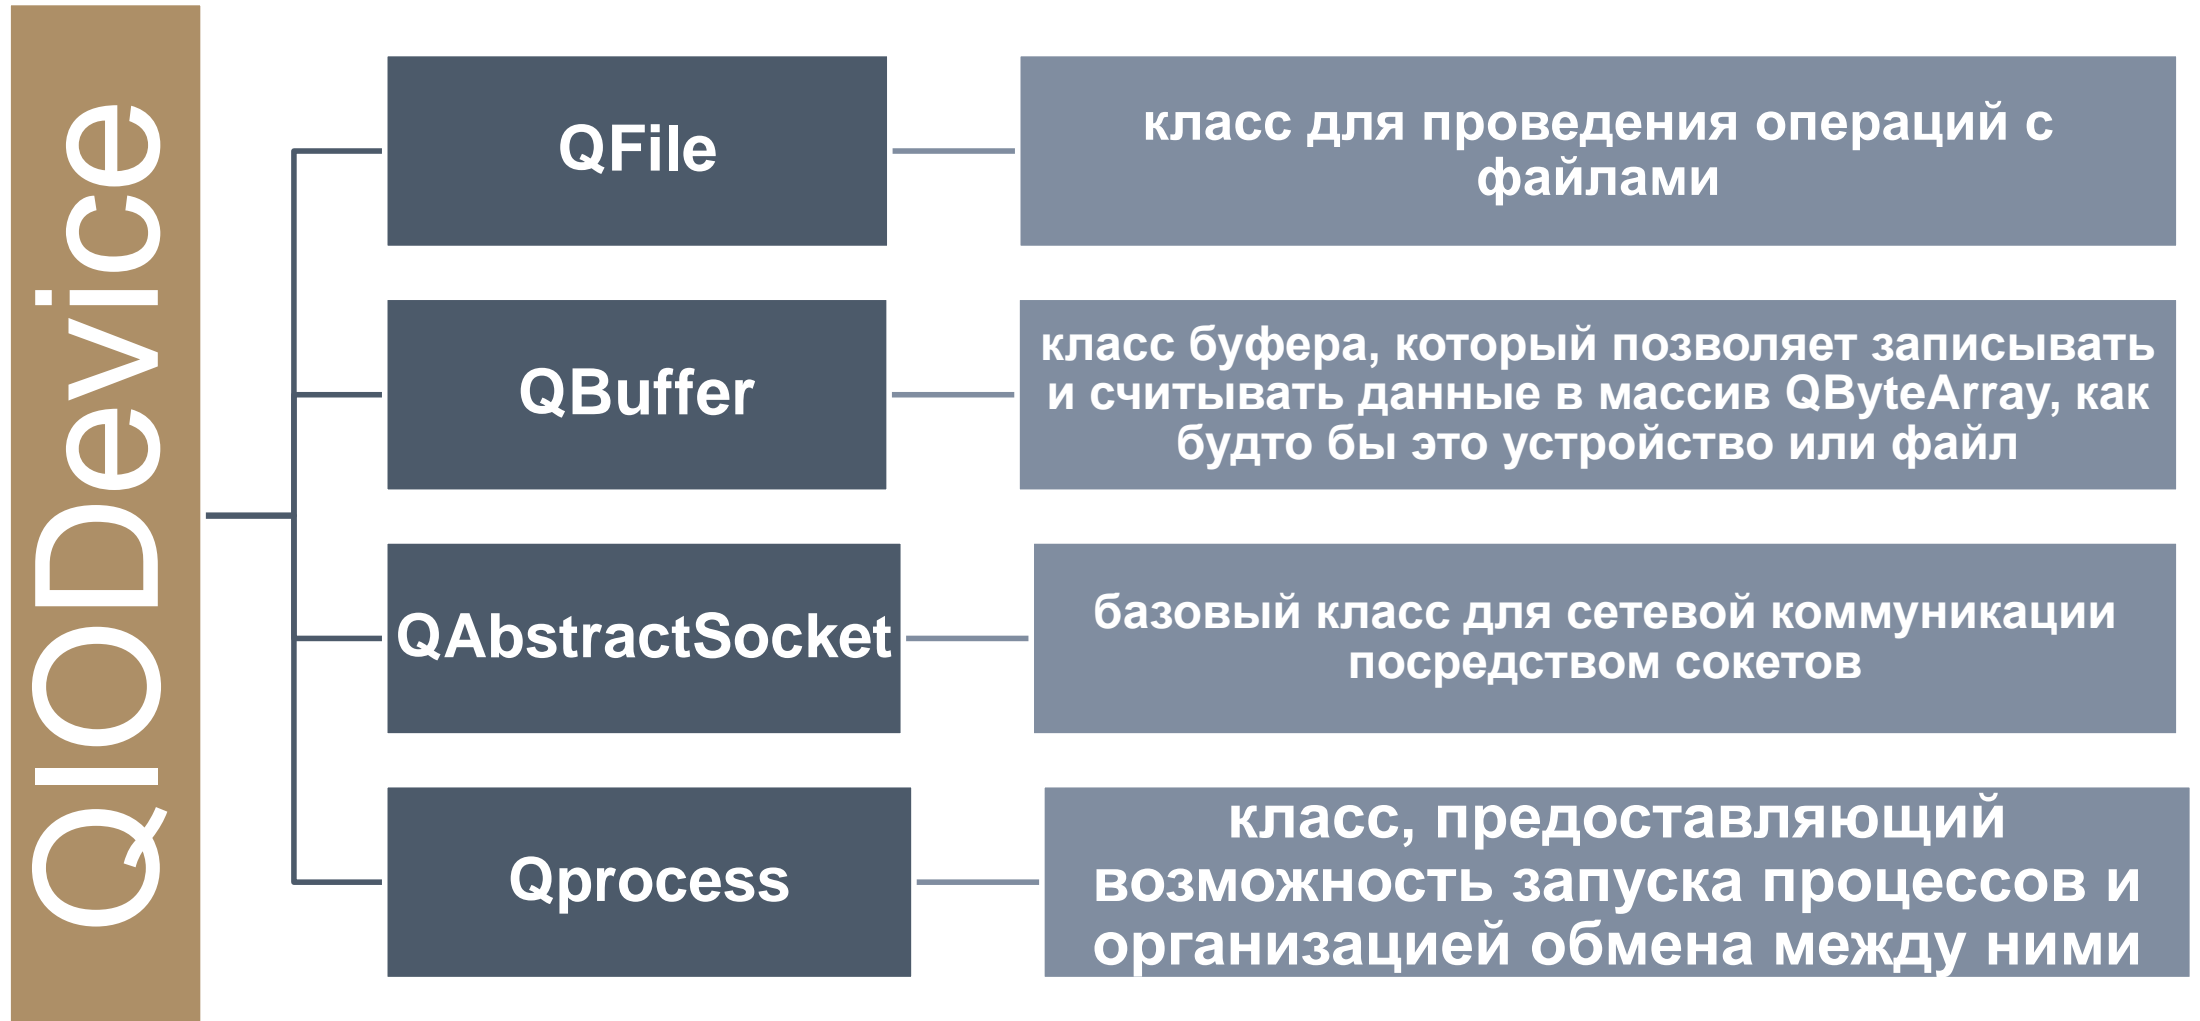 QIODevice
QFile
класс для проведения операций с
файлами
QBuffer
класс буфера, который позволяет записывать
и считывать данные в массив QByteArray, как
будто бы это устройство или файл
QAbstractSocket
базовый класс для сетевой коммуникации
посредством сокетов
Qprocess
класс, предоставляющий
возможность запуска процессов и
организацией обмена между ними